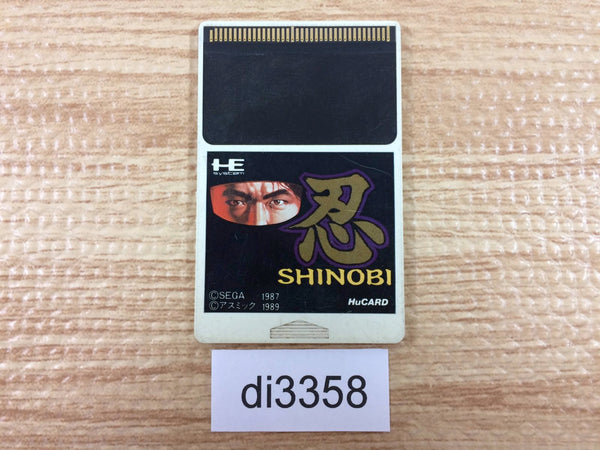 HE
system
忍
SHINOBI
©SEGA 1987
©アスミック 1989
HuCARD
di3358